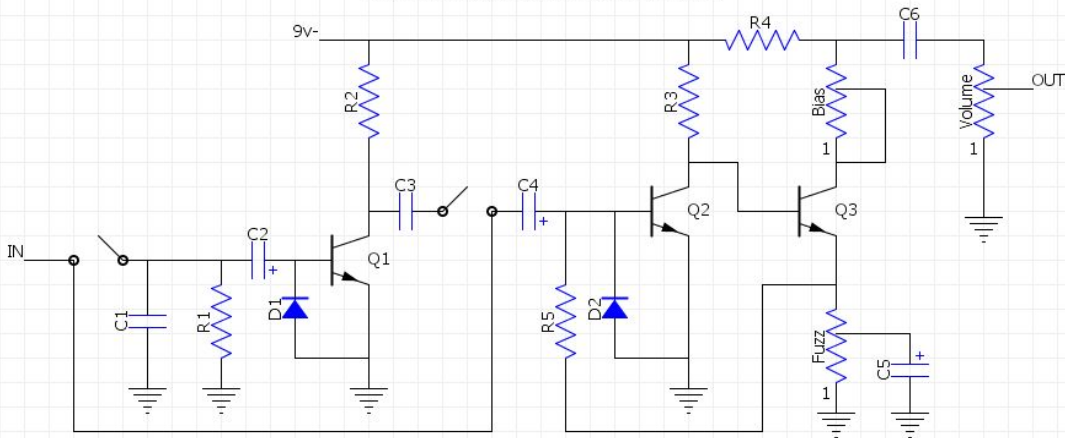 9v-
R4
C6
R2
R3
Bias
Volume
OUT
1
1
C3
C4
+
Q2
Q3
IN
C2
+
Q1
C1
R1
D1
R5
D2
Fuzz
1
C5
+